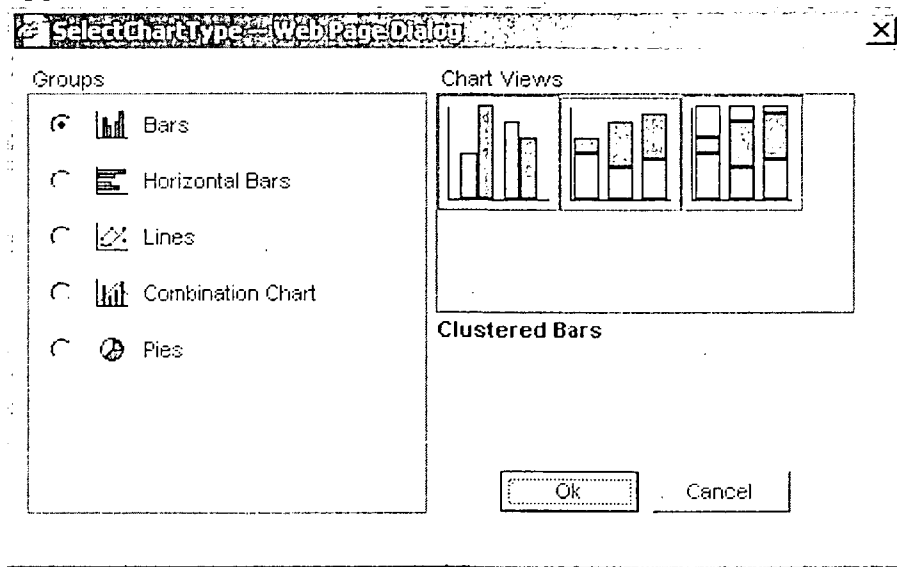 SelectChartType -- Web Page Dialog
Groups
Bars
Horizontal Bars
Lines
Combination Chart
Pies
Chart Views
Clustered Bars
Ok
Cancel